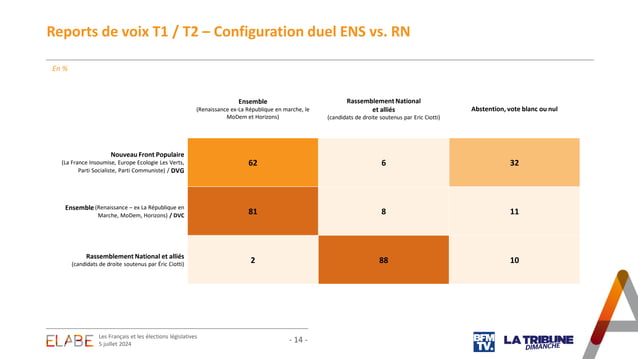 Reports de voix T1 / T2 – Configuration duel ENS vs. RN
En %
Ensemble
(Renaissance ex-La République en marche, le
MoDem et Horizons)
Rassemblement National
et alliés
(candidats de droite soutenus par Eric Ciotti)
Abstention, vote blanc ou nul
Nouveau Front Populaire
(La France Insoumise, Europe Ecologie Les Verts,
Parti Socialiste, Parti Communiste) / DVG
62 6 32
Ensemble (Renaissance – ex La République en
Marche, MoDem, Horizons) / DVC
81 8 11
Rassemblement National et alliés
(candidats de droite soutenus par Éric Ciotti)
2 88 10
ELABE
Les Français et les élections législatives
5 juillet 2024
- 14 -
BFM
TV.
LA TRIBUNE
DIMANCHE